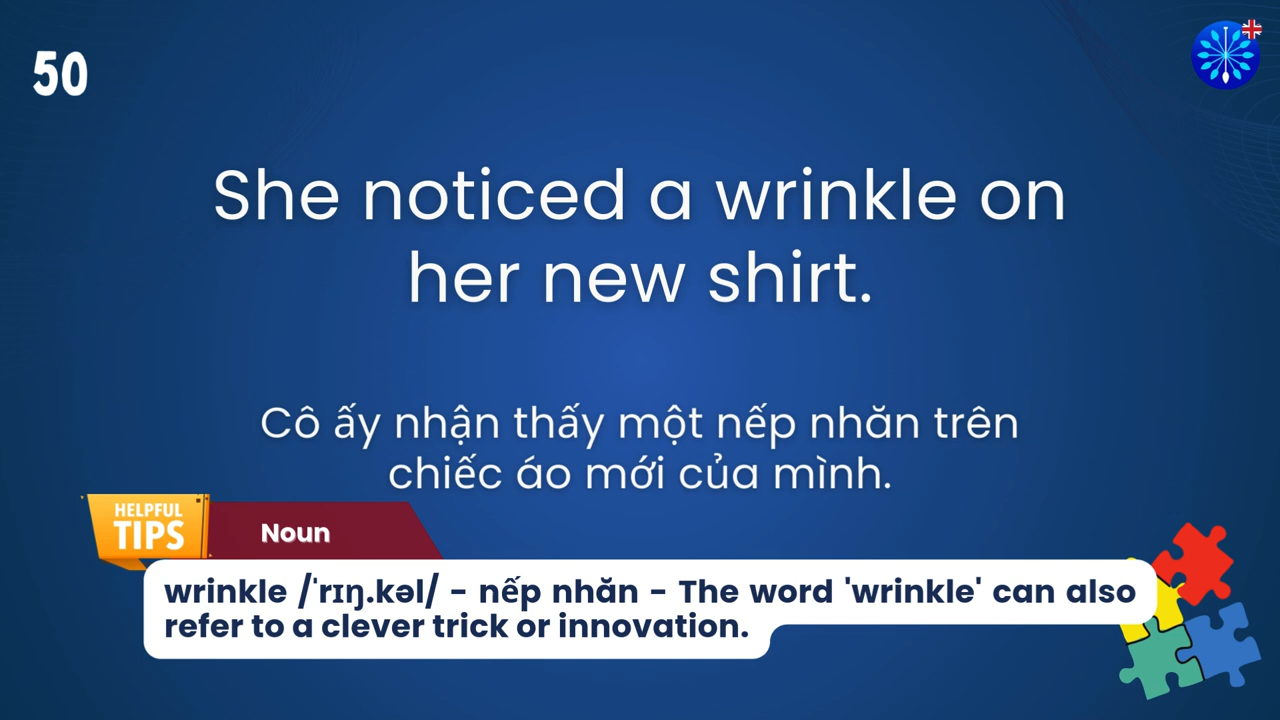 50
She noticed a wrinkle on
her new shirt.
Cô ấy nhận thấy một nếp nhăn trên
chiếc áo mới của mình.
HELPFUL
TIPS
Noun
wrinkle /ˈrɪŋ.kəl/ - nếp nhăn - The word 'wrinkle' can also
refer to a clever trick or innovation.